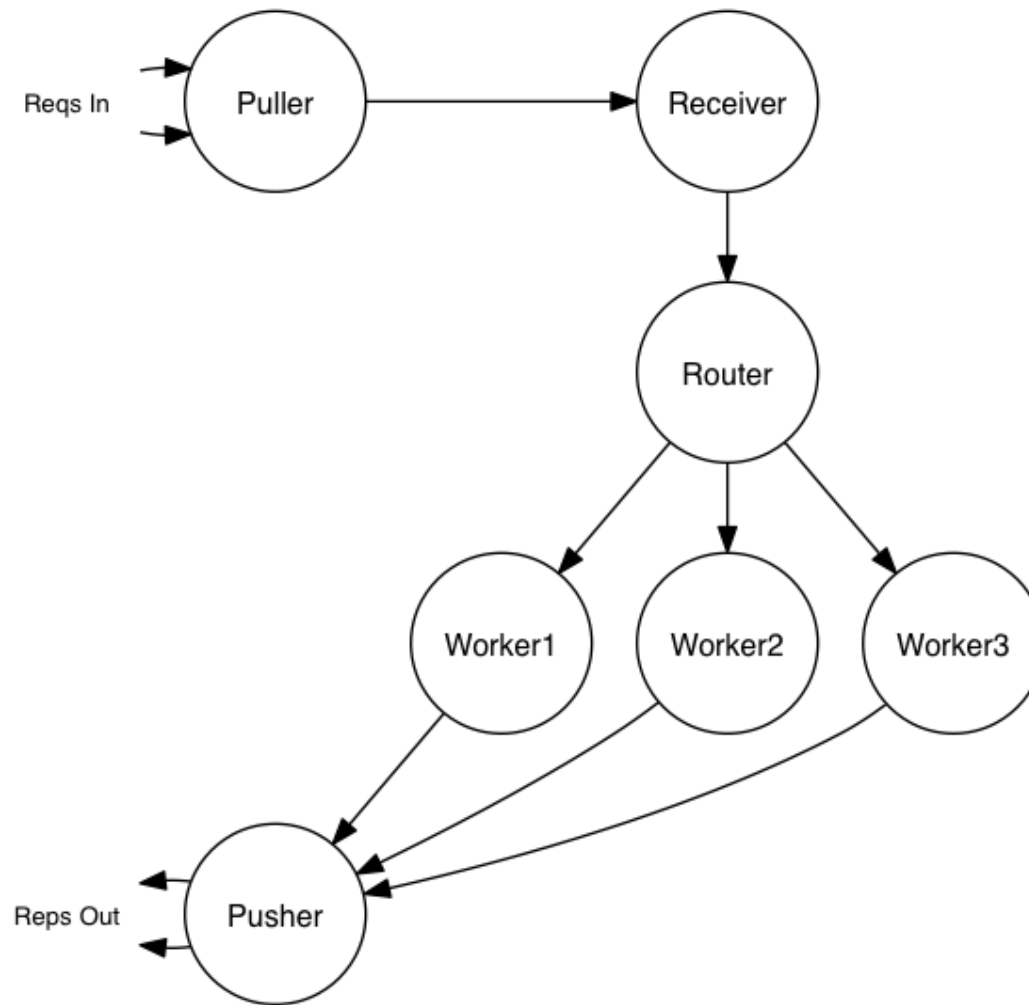 Reqs In
Puller
Receiver
Router
Worker1
Worker2
Worker3
Reps Out
Pusher